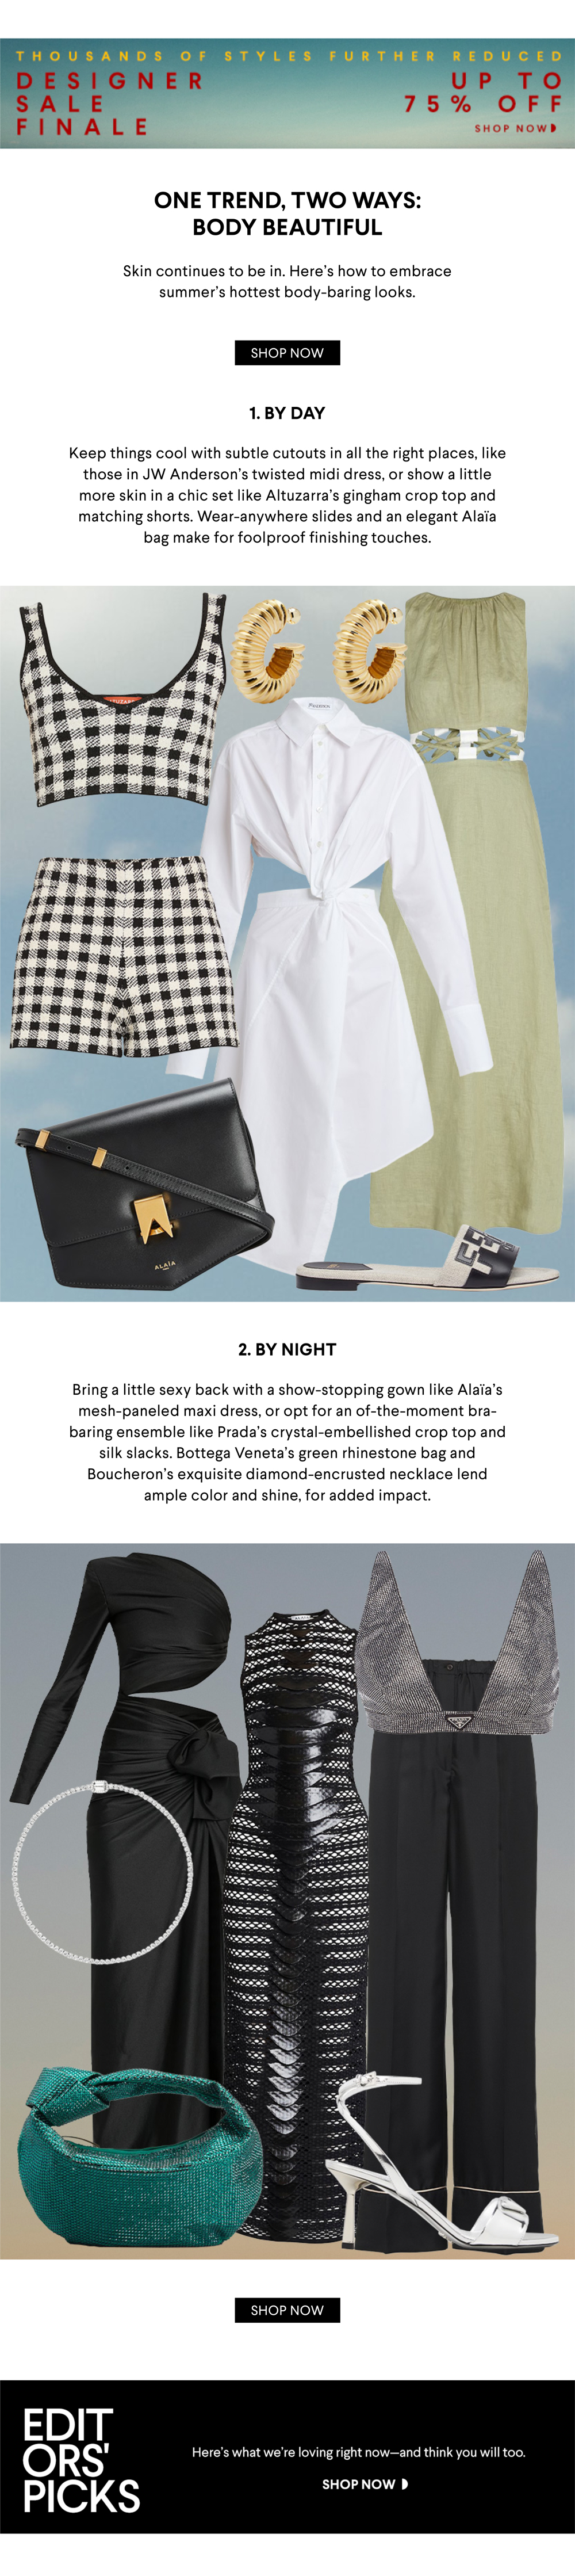 THOUSANDS OF STYLES FURTHER REDUCED
DESIGNER
SALE
FINALE
UP TO
75% OFF
SHOP NOW
ONE TREND, TWO WAYS:
BODY BEAUTIFUL
Skin continues to be in. Here’s how to embrace
summer’s hottest body-baring looks.
SHOP NOW
1. BY DAY
Keep things cool with subtle cutouts in all the right places, like
those in JW Anderson’s twisted midi dress, or show a little
more skin in a chic set like Altuzarra’s gingham crop top and
matching shorts. Wear-anywhere slides and an elegant Alaïa
bag make for foolproof finishing touches.
ALAÏA
2. BY NIGHT
Bring a little sexy back with a show-stopping gown like Alaïa’s
mesh-paneled maxi dress, or opt for an of-the-moment bra-
baring ensemble like Prada’s crystal-embellished crop top and
silk slacks. Bottega Veneta’s green rhinestone bag and
Boucheron’s exquisite diamond-encrusted necklace lend
ample color and shine, for added impact.
SHOP NOW
EDIT
ORS'
PICKS
Here’s what we’re loving right now—and think you will too.
SHOP NOW